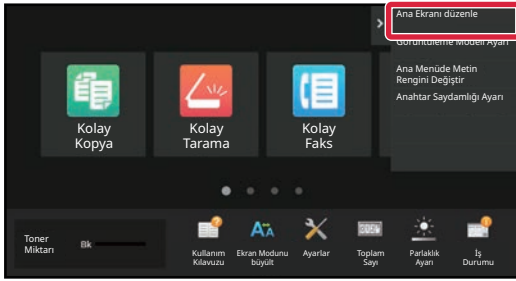 Ana Ekranı düzenle
Görüntüleme Modeli Ayarı
Ana Menüde Metin
Rengini Değiştir
Anahtar Saydamlığı Ayarı
Kolay
Kopya
Kolay
Tarama
Kolay
Faks
Toner
Miktarı
Bk
Kullanım
Kılavuzu
Ekran Modunu
büyült
Ayarlar
Toplam
Sayı
Parlaklık
Ayarı
İş
Durumu